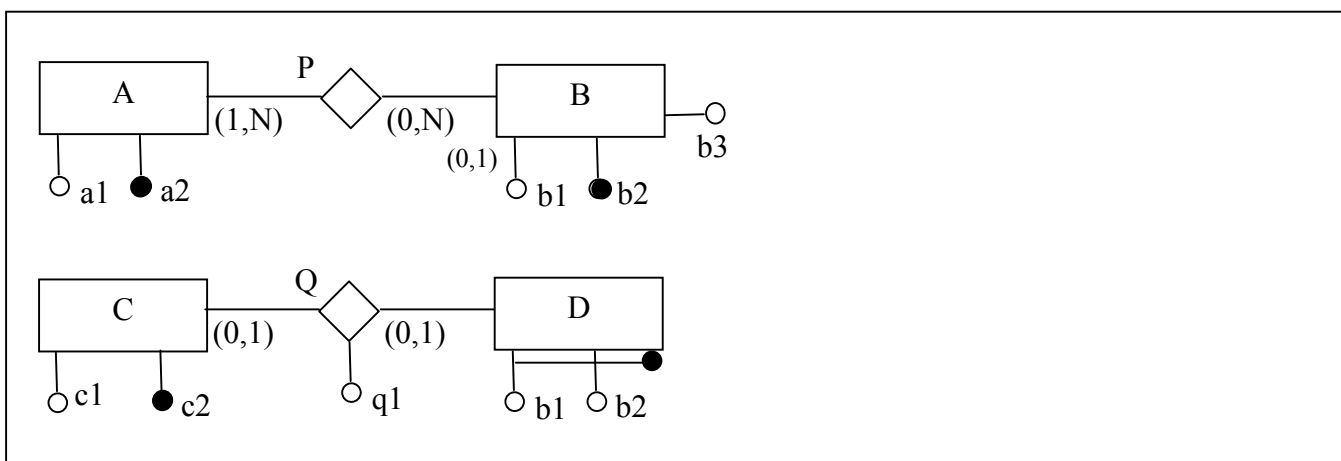 P
A
B
(1,N)
(0,N)
b3
(0,1)
a1
a2
b1
b2
Q
C
D
(0,1)
(0,1)
c1
c2
q1
b1
b2